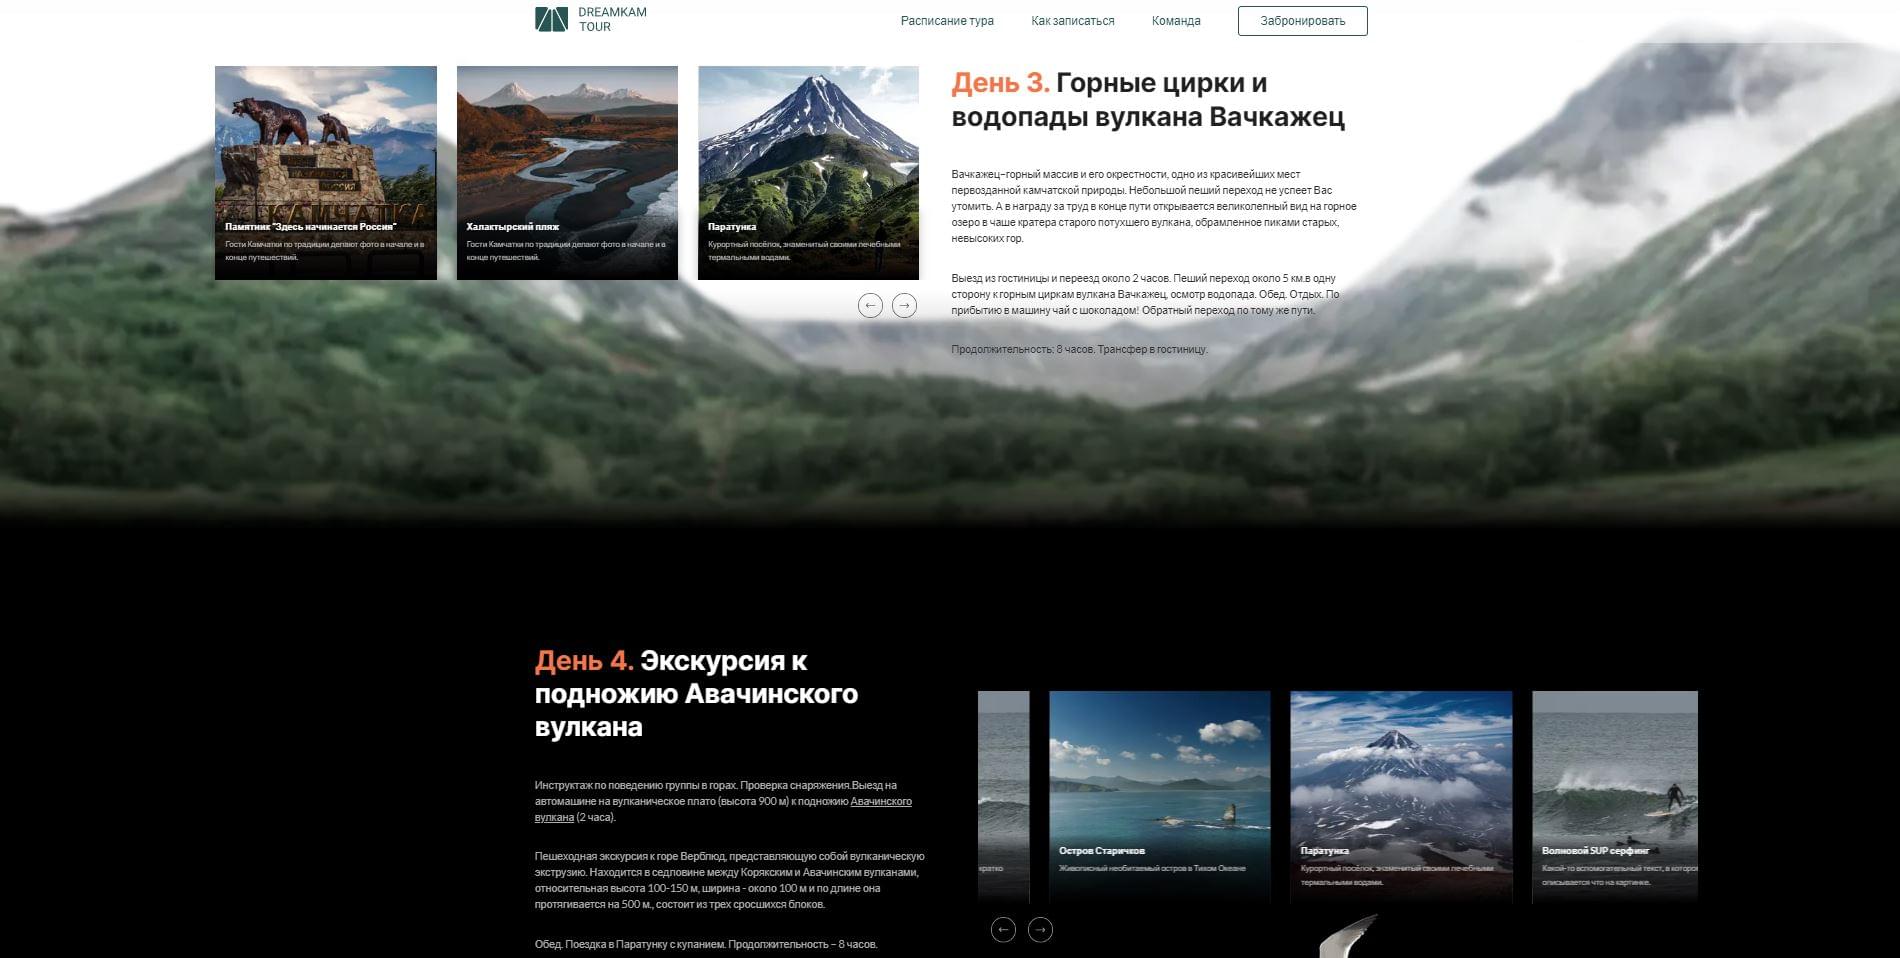 DREAMKAM
TOUR
Расписание тура
Как записаться
Команда
Забронировать
ЗДЕСЬ
НАЧИНАЕТСЯ
РОССИЯ
КАМЧАТКА
Памятник "Здесь начинается Россия"
Гости Камчатки по традиции делают фото в начале и в
конце путешествий.
Халактырский пляж
Гости Камчатки по традиции делают фото в начале и в
конце путешествий.
Паратунка
Курортный посёлок, знаменитый своими лечебными
термальными водами.
← →
День 3. Горные цирки и
водопады вулкана Вачкажец
Вачкажец–горный массив и его окрестности, одно из красивейших мест
первозданной камчатской природы. Небольшой пеший переход не успеет Вас
утомить. А в награду за труд в конце пути открывается великолепный вид на горное
озеро в чаше кратера старого потухшего вулкана, обрамленное пиками старых,
невысоких гор.
Выезд из гостиницы и переезд около 2 часов. Пеший переход около 5 км.в одну
сторону к горным циркам вулкана Вачкажец, осмотр водопада. Обед. Отдых. По
прибытию в машину чай с шоколадом! Обратный переход по тому же пути.
Продолжительность: 8 часов. Трансфер в гостиницу.
День 4. Экскурсия к
подножию Авачинского
вулкана
Инструктаж по поведению группы в горах. Проверка снаряжения.Выезд на
автомашине на вулканическое плато (высота 900 м) к подножию Авачинского
вулкана (2 часа).
Пешеходная экскурсия к горе Верблюд, представляющую собой вулканическую
экструзию. Находится в седловине между Корякским и Авачинским вулканами,
относительная высота 100-150 м, ширина - около 100 м и по длине она
протягивается на 500 м., состоит из трех сросшихся блоков.
Обед. Поездка в Паратунку с купанием. Продолжительность – 8 часов.
кратко
Остров Старичков
Живописный необитаемый остров в Тихом Океане
Паратунка
Курортный посёлок, знаменитый своими лечебными
термальными водами.
Волновой SUP серфинг
Какой-то вспомогательный текст, в которо
описывается что на картинке.
← →